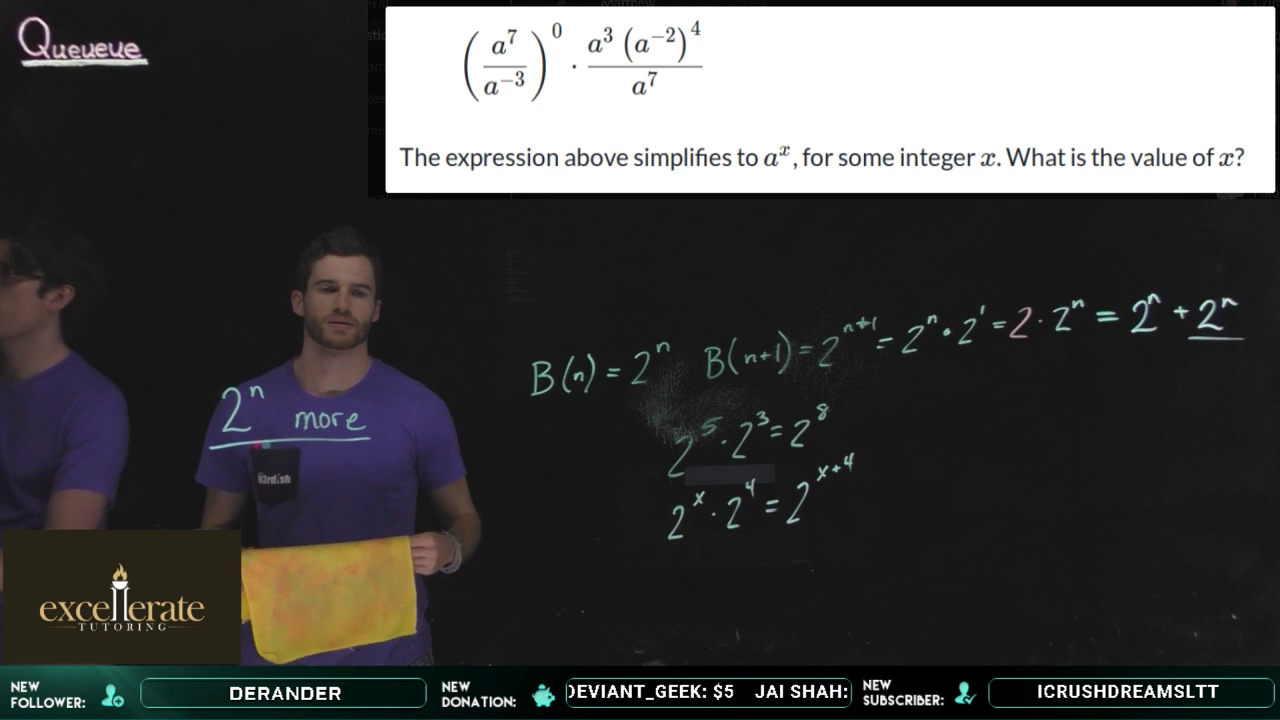 Queueue
(a^7/a^{-3})^0 · a^3 (a^{-2})^4/a^7
The expression above simplifies to a^x, for some integer x. What is the value of x?
B(n) = 2^n B(n+1) = 2^{n+1} = 2^n · 2^1 = 2 · 2^n = 2^n + 2^n
2^n more
2^5 · 2^3 = 2^8
2^x · 2^4 = 2^{x+4}
excellerate
TUTORING
NEW FOLLOWER: DERANDER NEW DONATION: DEVIANT_GEEK: $5 JAI SHAH: NEW SUBSCRIBER: ICRUSHDREAMSLTT